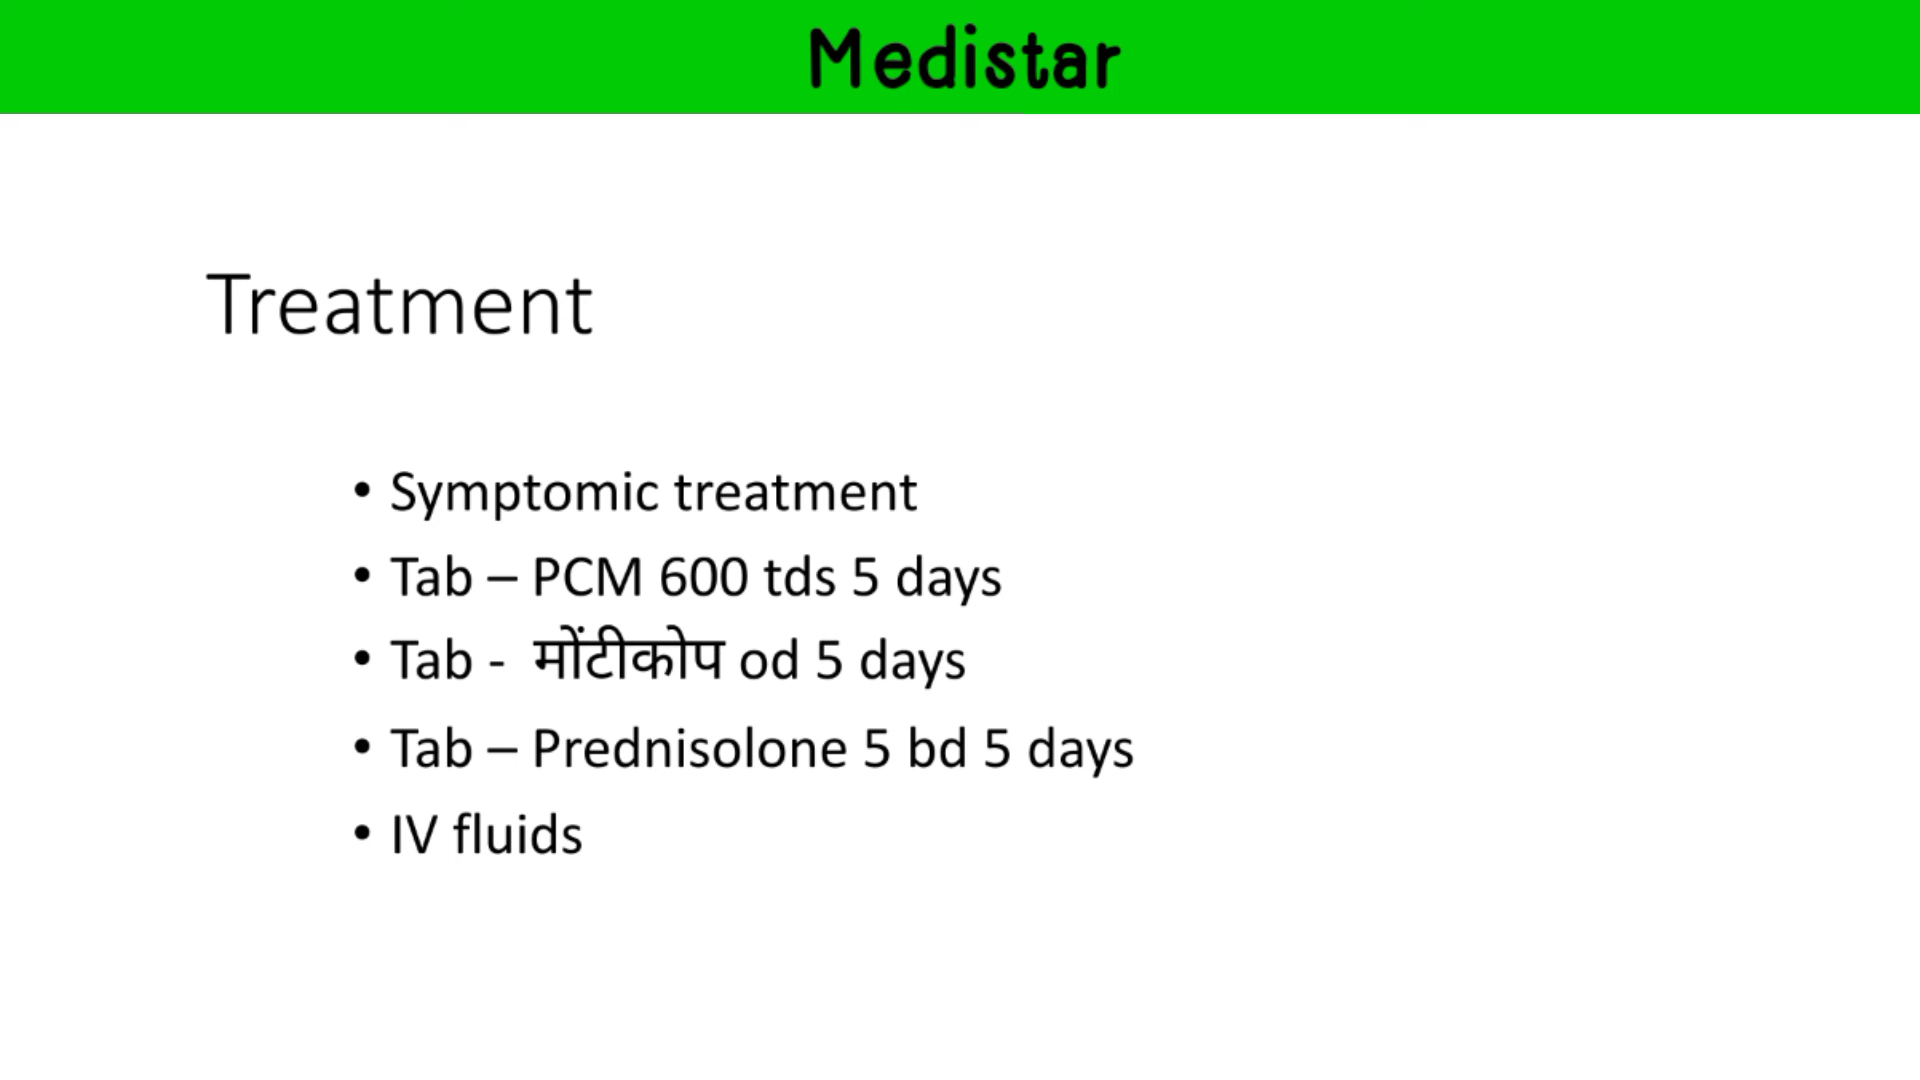 Medistar
Treatment
• Symptomic treatment
• Tab – PCM 600 tds 5 days
• Tab - मोंटीकोप od 5 days
• Tab – Prednisolone 5 bd 5 days
• IV fluids